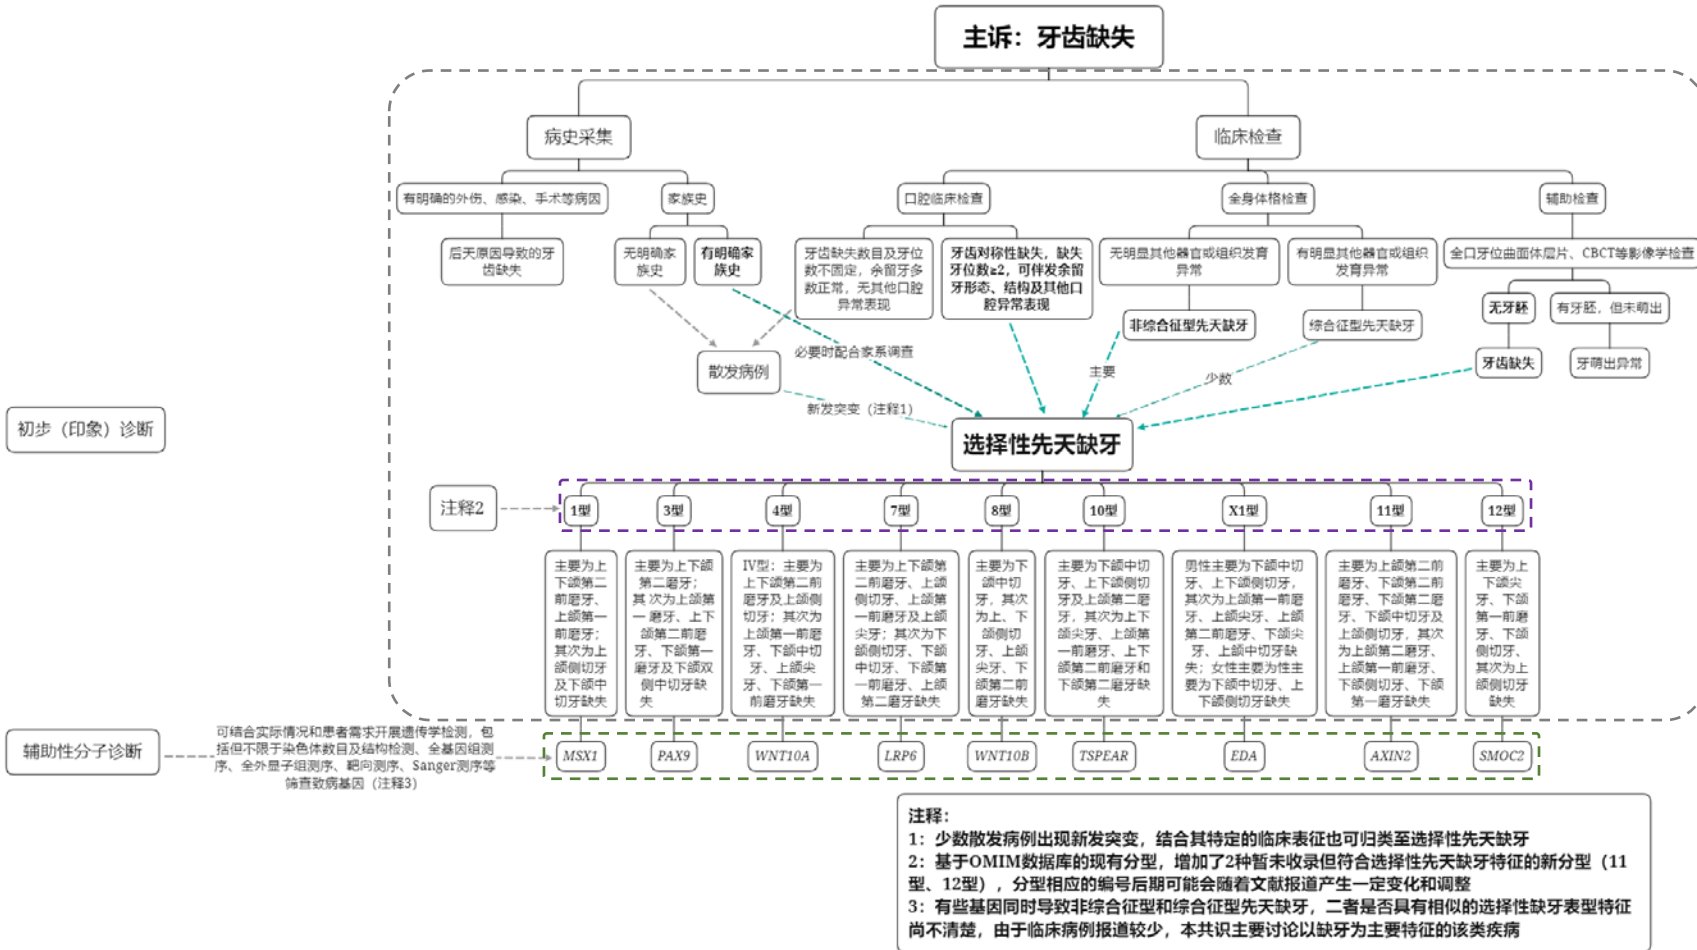 主诉：牙齿缺失
病史采集
临床检查
有明确的外伤、感染、手术等病因
家族史
口腔临床检查
全身体格检查
辅助检查
后天原因导致的牙
齿缺失
无明确家
族史
有明确家
族史
牙齿缺失数目及牙位
数不固定，余留牙多
数正常，无其他口腔
异常表现
牙齿对称性缺失，缺失
牙位数≥2，可伴发余留
牙形态、结构及其他口
腔异常表现
无明显其他器官或组织发育
异常
有明显其他器官或组织
发育异常
全口牙位曲面体层片、CBCT等影像学检查
非综合征型先天缺牙
综合征型先天缺牙
无牙胚
有牙胚，但未萌出
牙齿缺失
牙萌出异常
散发病例
必要时配合家系调查
新发突变（注释1）
主要
少数
初步（印象）诊断
选择性先天缺牙
注释2
1型
3型
4型
7型
8型
10型
X1型
11型
12型
主要为上
下颌第二
前磨牙、
上颌第一
前磨牙；
其次为上
颌侧切牙
及下颌中
切牙缺失
主要为上下颌
第二磨牙；
其 次为上颌第
一 磨牙、上下
颌第二前磨
牙、下颌第一
磨牙及下颌双
侧中切牙缺
失
IV型：主要为
上下颌第二前
磨牙及上颌侧
切牙；其次为
上颌第一前磨
牙、下颌中切
牙、上颌尖
牙、下颌第一
前磨牙缺失
主要为上下颌第
二前磨牙、上颌
侧切牙、上颌第
一前磨牙及上颌
尖牙；其次为下
颌侧切牙、下颌
中切牙、下颌第
一前磨牙、上颌
第二磨牙缺失
主要为下
颌中切
牙，其次
为上、下
颌侧切
牙、上颌
尖牙、下
颌第二前
磨牙缺失
主要为下颌中切
牙、上下颌侧切
牙及上颌第二磨
牙，其次为上下
颌尖牙、上颌第
一前磨牙、上下
颌第二前磨牙和
下颌第二磨牙缺
失
男性主要为下颌中切
牙、上下颌侧切牙，
其次为上颌第一前磨
牙、上颌尖牙、上颌
第二前磨牙、下颌尖
牙、上颌中切牙缺
失；女性主要为性主
要为下颌中切牙、上
下颌侧切牙缺失
主要为上颌第二前
磨牙、下颌第二前
磨牙、下颌第二磨
牙、下颌中切牙及
上颌侧切牙，其次
为上颌第二磨牙、
上颌第一前磨牙、
下颌侧切牙、下颌
第一磨牙缺失
主要为上
下颌尖
牙、下颌
第一前磨
牙、下颌
侧切牙、
其次为上
颌侧切牙
缺失
辅助性分子诊断
可结合实际情况和患者需求开展遗传学检测，包
括但不限于染色体数目及结构检测、全基因组测
序、全外显子组测序、靶向测序、Sanger测序等
筛查致病基因（注释3）
MSX1
PAX9
WNT10A
LRP6
WNT10B
TSPEAR
EDA
AXIN2
SMOC2
注释：
1：少数散发病例出现新发突变，结合其特定的临床表征也可归类至选择性先天缺牙
2：基于OMIM数据库的现有分型，增加了2种暂未收录但符合选择性先天缺牙特征的新分型（11
型、12型），分型相应的编号后期可能会随着文献报道产生一定变化和调整
3：有些基因同时导致非综合征型和综合征型先天缺牙，二者是否具有相似的选择性缺牙表型特征
尚不清楚，由于临床病例报道较少，本共识主要讨论以缺牙为主要特征的该类疾病